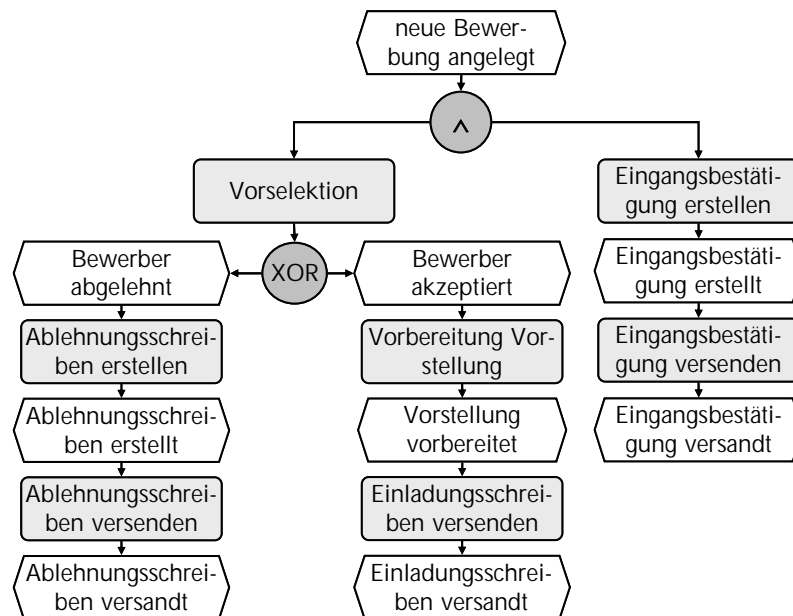 neue Bewer-
bung angelegt
∧
Vorselektion
Eingangsbestäti-
gung erstellen
XOR
Bewerber
abgelehnt
Bewerber
akzeptiert
Eingangsbestäti-
gung erstellt
Ablehnungsschrei-
ben erstellen
Vorbereitung Vor-
stellung
Eingangsbestäti-
gung versenden
Ablehnungsschrei-
ben erstellt
Vorstellung
vorbereitet
Eingangsbestäti-
gung versandt
Ablehnungsschrei-
ben versenden
Einladungsschrei-
ben versenden
Ablehnungsschrei-
ben versandt
Einladungsschrei-
ben versandt